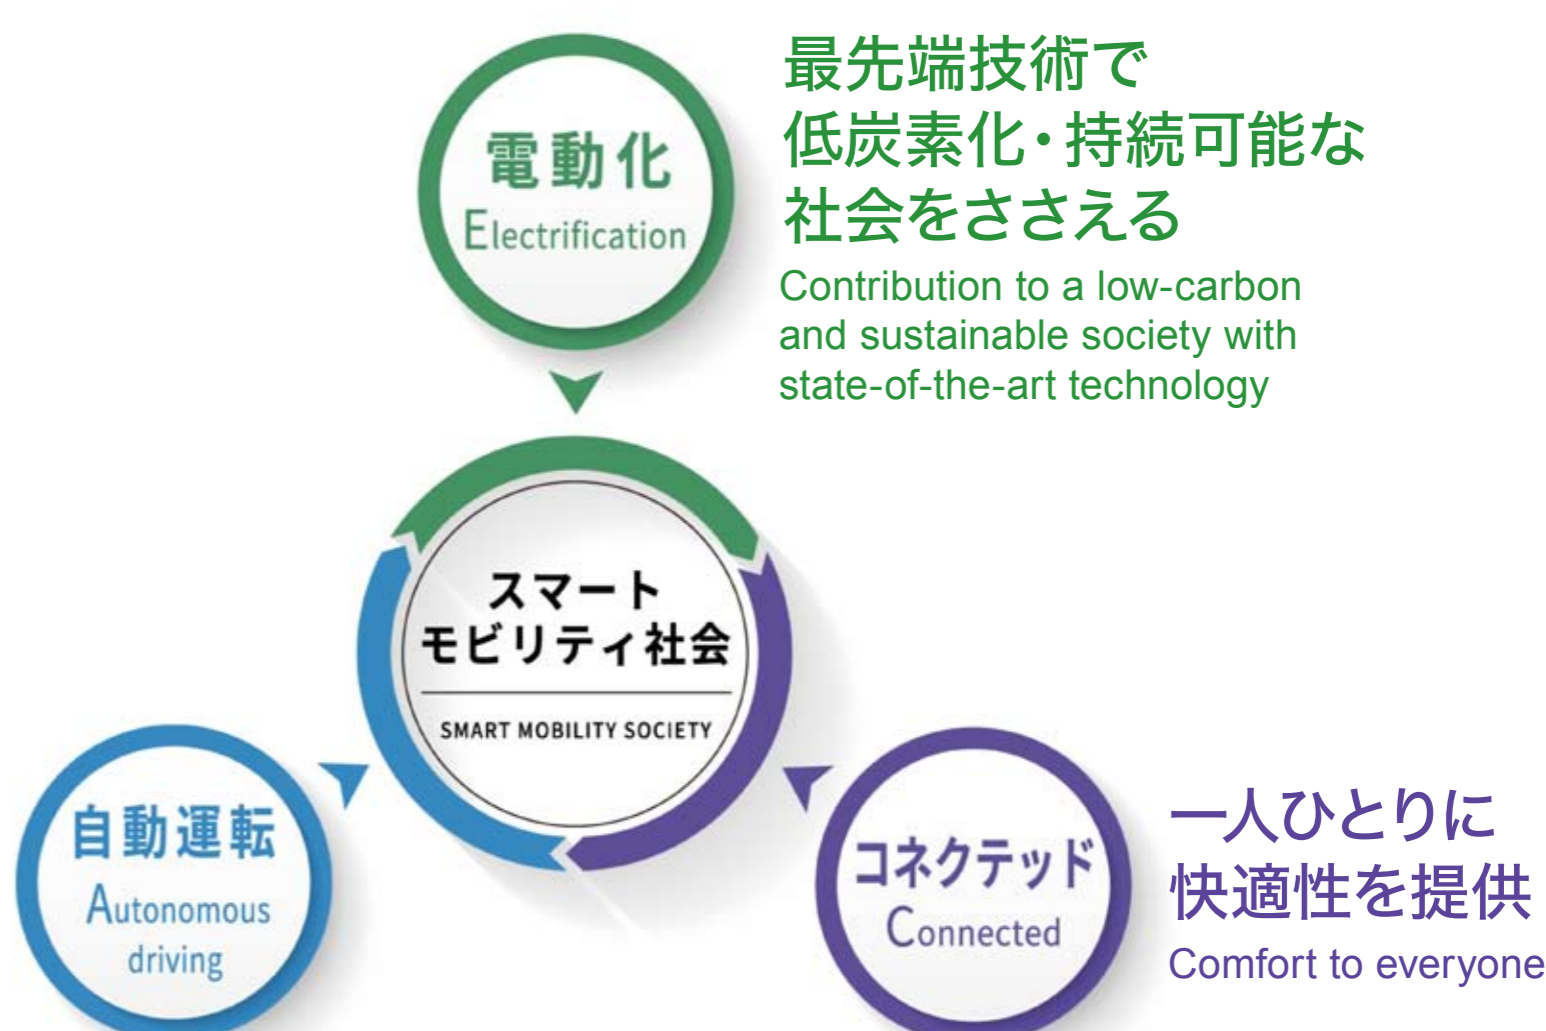 電動化
Electrification
最先端技術で
低炭素化・持続可能な
社会をささえる
Contribution to a low-carbon
and sustainable society with
state-of-the-art technology
スマート
モビリティ社会
SMART MOBILITY SOCIETY
自動運転
Autonomous
driving
コネクテッド
Connected
一人ひとりに
快適性を提供
Comfort to everyone